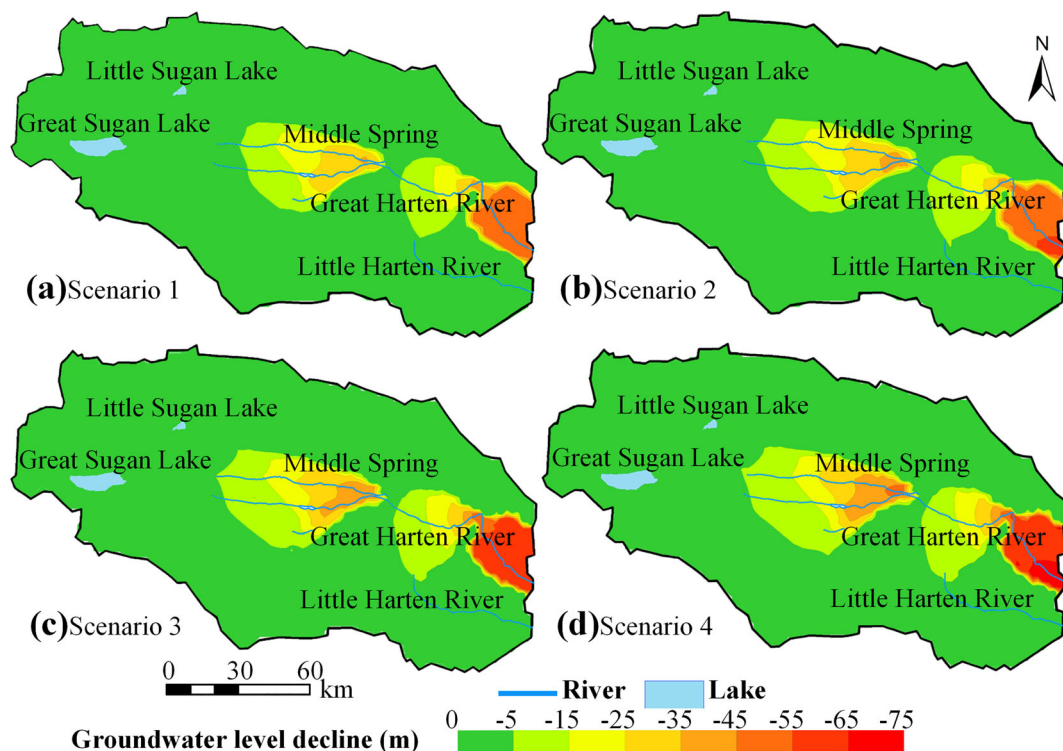 Little Sugan Lake
Great Sugan Lake
Middle Spring
Great Harten River
Little Harten River
(a)Scenario 1
N
Little Sugan Lake
Great Sugan Lake
Middle Spring
Great Harten River
Little Harten River
(b)Scenario 2
Little Sugan Lake
Great Sugan Lake
Middle Spring
Great Harten River
Little Harten River
(c)Scenario 3
Little Sugan Lake
Great Sugan Lake
Middle Spring
Great Harten River
Little Harten River
(d)Scenario 4
0 30 60
km
River
Lake
0 -5 -15 -25 -35 -45 -55 -65 -75
Groundwater level decline (m)